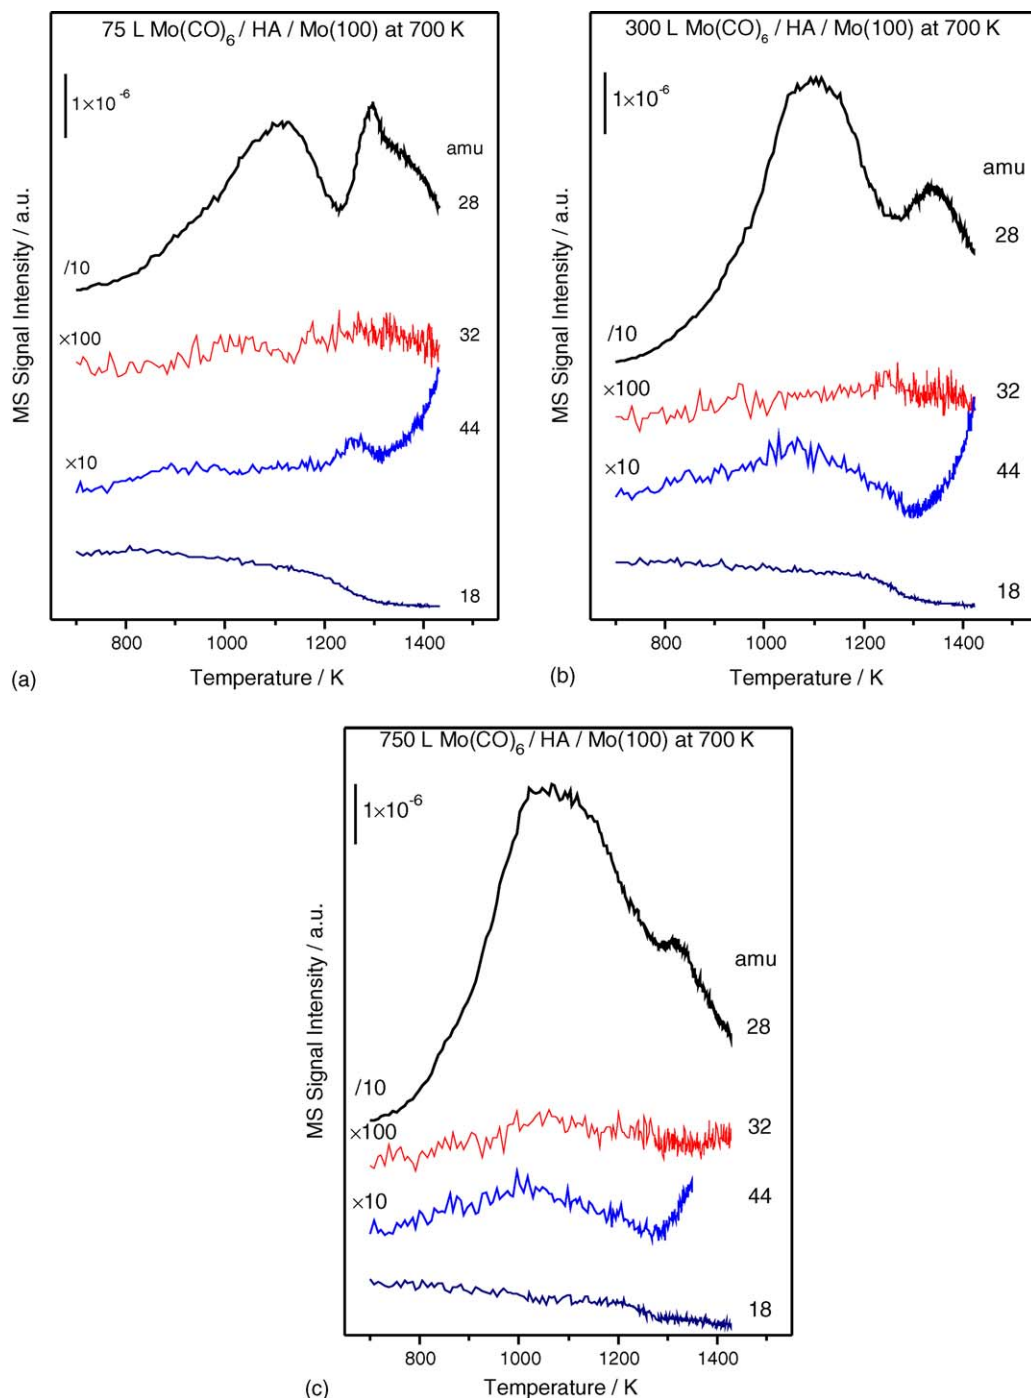 75 L Mo(CO)6 / HA / Mo(100) at 700 K
1×10-6
amu
28
/10
×100
32
44
×10
18
MS Signal Intensity / a.u.
800 1000 1200 1400
Temperature / K
(a)
300 L Mo(CO)6 / HA / Mo(100) at 700 K
1×10-6
amu
28
/10
×100
32
×10
44
18
MS Signal Intensity / a.u.
800 1000 1200 1400
Temperature / K
(b)
750 L Mo(CO)6 / HA / Mo(100) at 700 K
1×10-6
amu
28
/10
×100
32
×10
44
18
MS Signal Intensity / a.u.
800 1000 1200 1400
Temperature / K
(c)